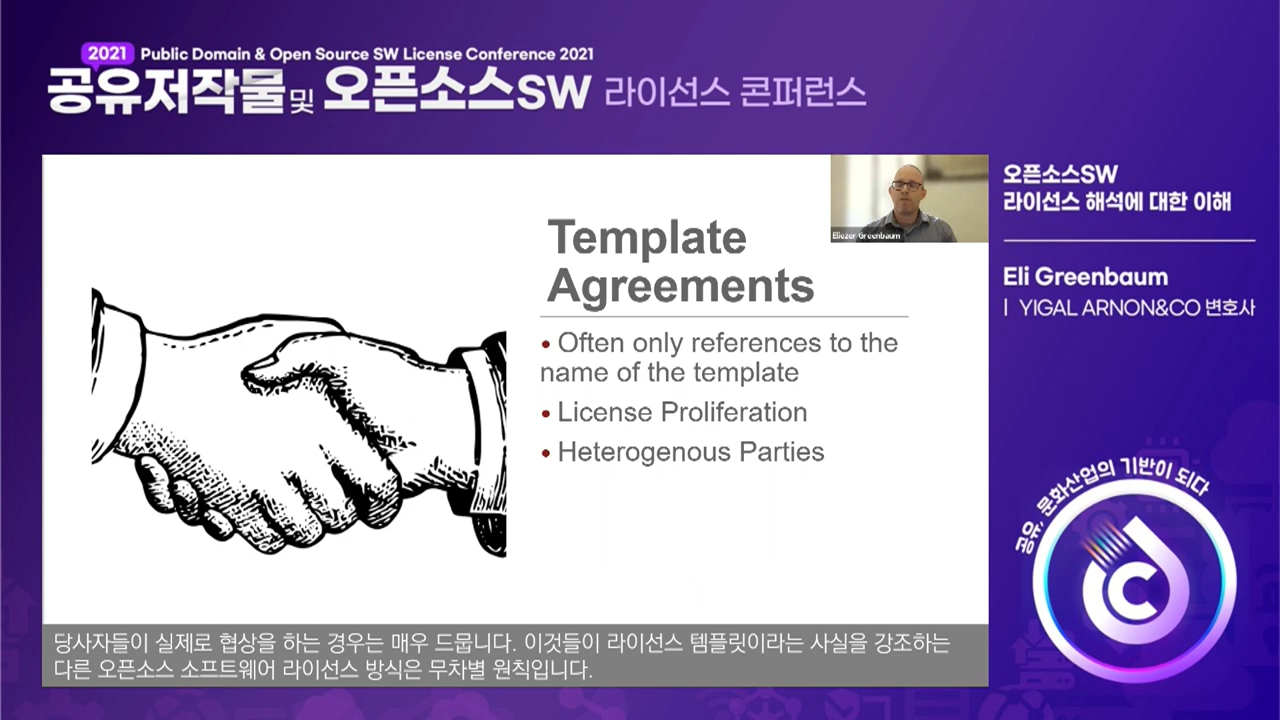 2021 Public Domain & Open Source SW License Conference 2021
공유저작물 및 오픈소스SW 라이선스 콘퍼런스
Template
Agreements
• Often only references to the
name of the template
• License Proliferation
• Heterogenous Parties
Eliezer Greenbaum
오픈소스SW
라이선스 해석에 대한 이해
Eli Greenbaum
| YIGAL ARNON&CO 변호사
공유, 문화산업의 기반이 되다
당사자들이 실제로 협상을 하는 경우는 매우 드뭅니다. 이것들이 라이선스 템플릿이라는 사실을 강조하는
다른 오픈소스 소프트웨어 라이선스 방식은 무차별 원칙입니다.